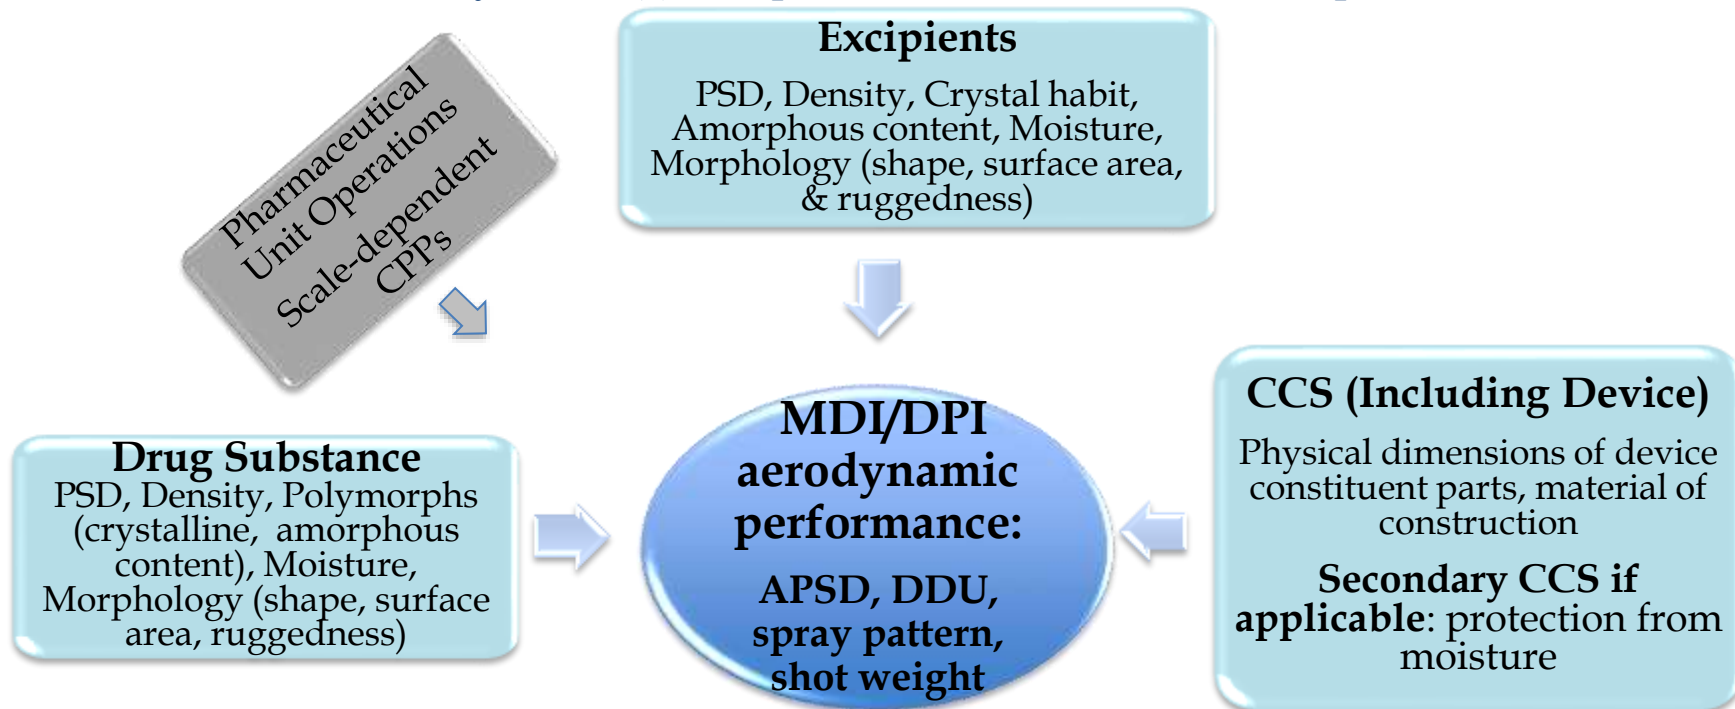 Pharmaceutical
Unit Operations
Scale-dependent
CPPs
Excipients
PSD, Density, Crystal habit,
Amorphous content, Moisture,
Morphology (shape, surface area,
& ruggedness)
Drug Substance
PSD, Density, Polymorphs
(crystalline, amorphous
content), Moisture,
Morphology (shape, surface
area, ruggedness)
MDI/DPI
aerodynamic
performance:
APSD, DDU,
spray pattern,
shot weight
CCS (Including Device)
Physical dimensions of device
constituent parts, material of
construction
Secondary CCS if
applicable: protection from
moisture